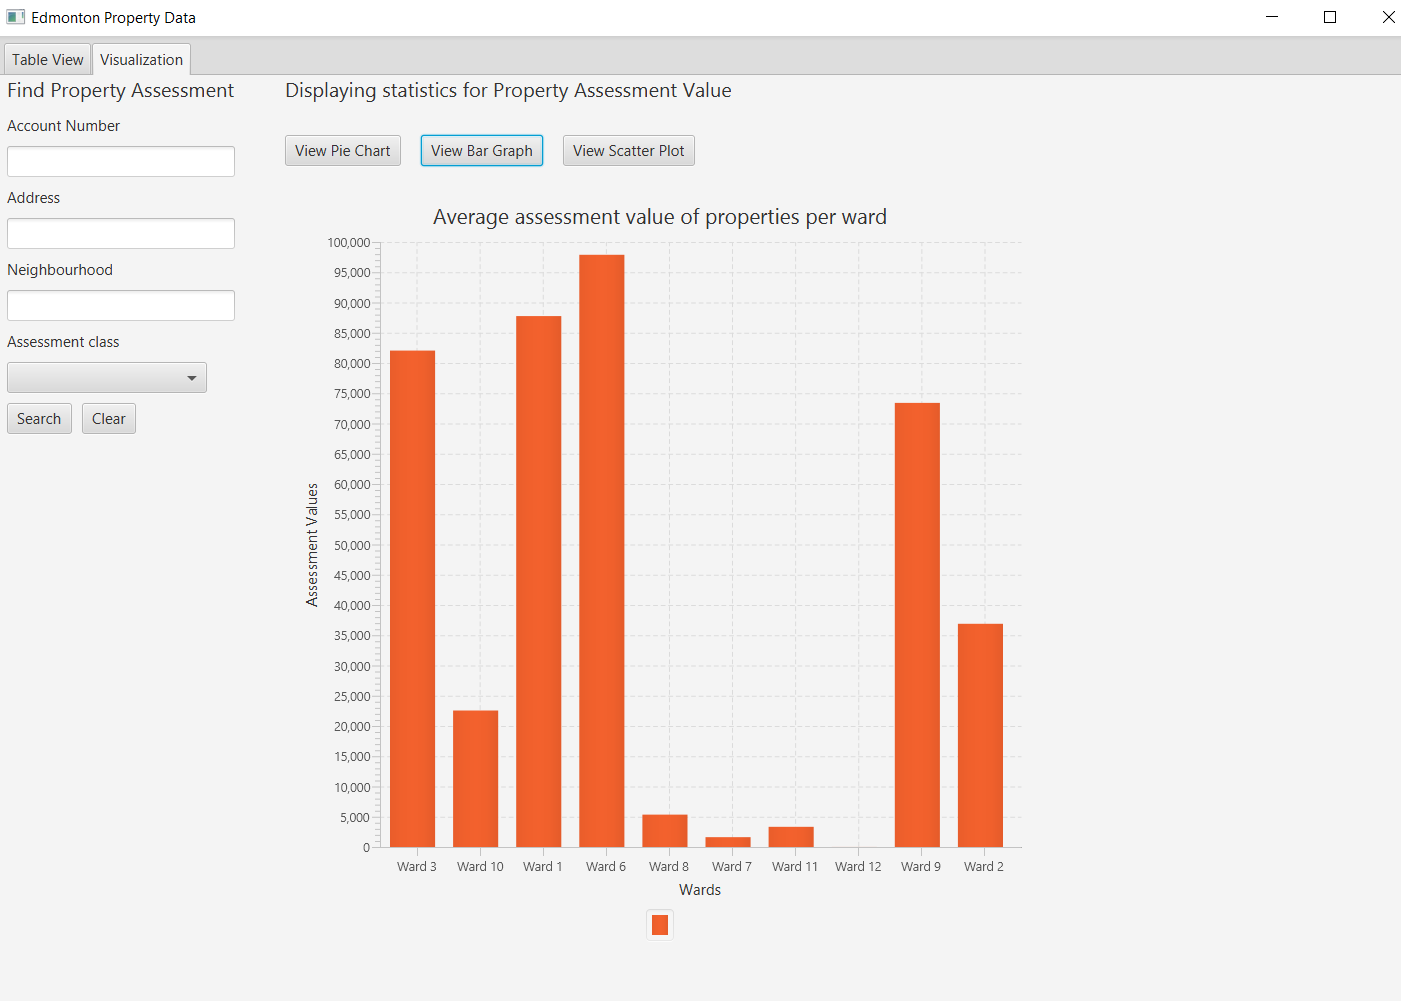 Edmonton Property Data
Table View
Visualization
Find Property Assessment
Account Number
Address
Neighbourhood
Assessment class
Search
Clear
Displaying statistics for Property Assessment Value
View Pie Chart
View Bar Graph
View Scatter Plot
Average assessment value of properties per ward
Assessment Values
100,000
95,000
90,000
85,000
80,000
75,000
70,000
65,000
60,000
55,000
50,000
45,000
40,000
35,000
30,000
25,000
20,000
15,000
10,000
5,000
0
Ward 3
Ward 10
Ward 1
Ward 6
Ward 8
Ward 7
Ward 11
Ward 12
Ward 9
Ward 2
Wards